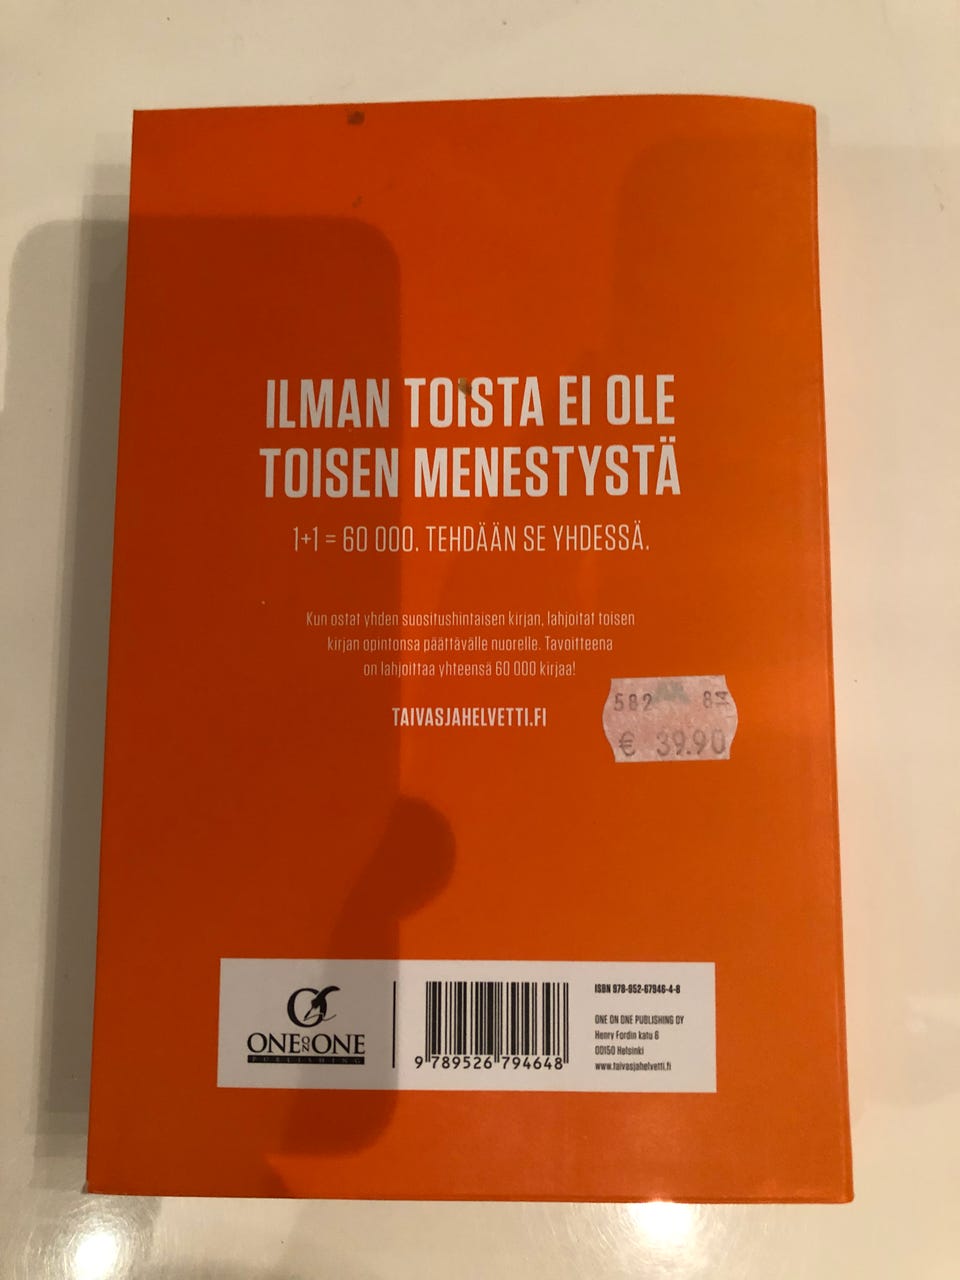 ILMAN TOISTA EI OLE
TOISEN MENESTYSTÄ
1+1 = 60 000. TEHDÄÄN SE YHDESSÄ.
Kun ostat yhden suositushintaisen kirjan, lahjoitat toisen
kirjan opintonsa päättävälle nuorelle. Tavoitteena
on lahjoittaa yhteensä 60 000 kirjaa!
TAIVASJAHELVETTI.FI
582 8
€ 39.90
ONE ON ONE
PUBLISHING
9 789526 794648
ISBN 978-952-67946-4-8
ONE ON ONE PUBLISHING OY
Henry Fordin katu 6
00150 Helsinki
www.taivasjahelvetti.fi